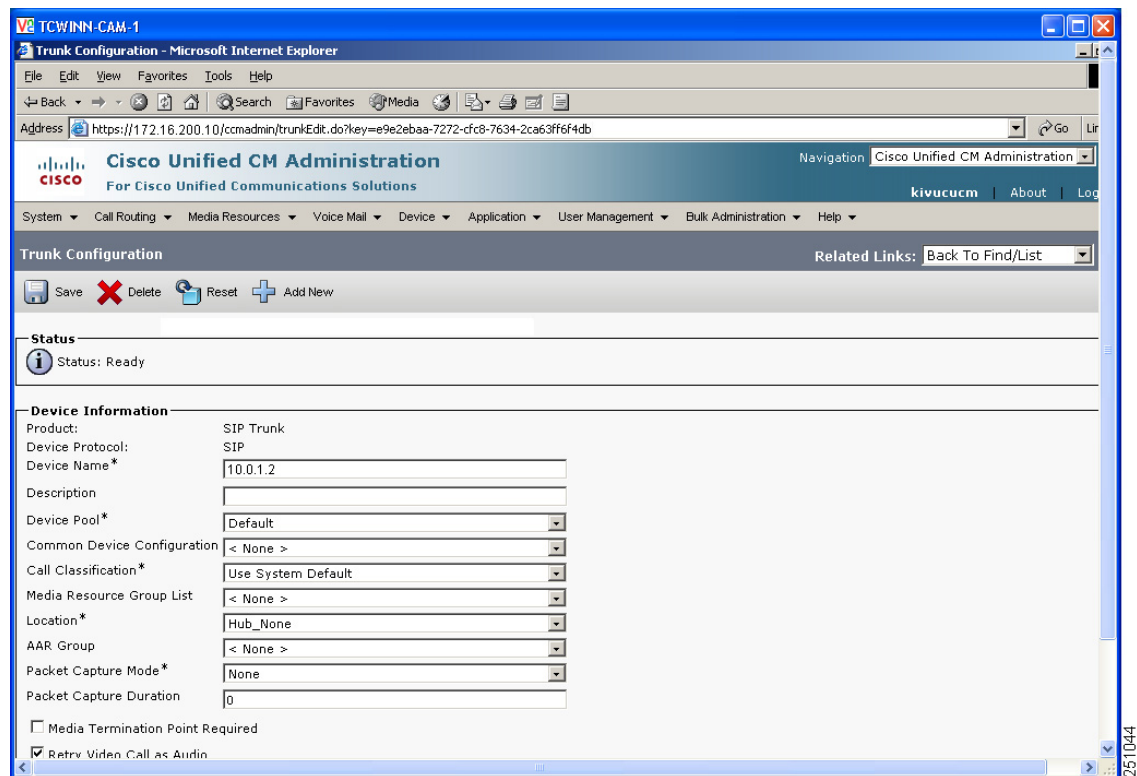 TCWINN-CAM-1
Trunk Configuration - Microsoft Internet Explorer
File Edit View Favorites Tools Help
Back Search Favorites Media
Address https://172.16.200.10/ccmadmin/trunkEdit.do?key=e9e2ebaa-7272-cfc8-7634-2ca63ff6f4db Go Lin
CISCO Cisco Unified CM Administration Navigation Cisco Unified CM Administration
For Cisco Unified Communications Solutions kivucucm | About | Log
System Call Routing Media Resources Voice Mail Device Application User Management Bulk Administration Help
Trunk Configuration Related Links: Back To Find/List
Save Delete Reset Add New
Status
Status: Ready
Device Information
Product: SIP Trunk
Device Protocol: SIP
Device Name* 10.0.1.2
Description
Device Pool* Default
Common Device Configuration < None >
Call Classification* Use System Default
Media Resource Group List < None >
Location* Hub_None
AAR Group < None >
Packet Capture Mode* None
Packet Capture Duration 0
Media Termination Point Required
Retry Video Call as Audio
251044